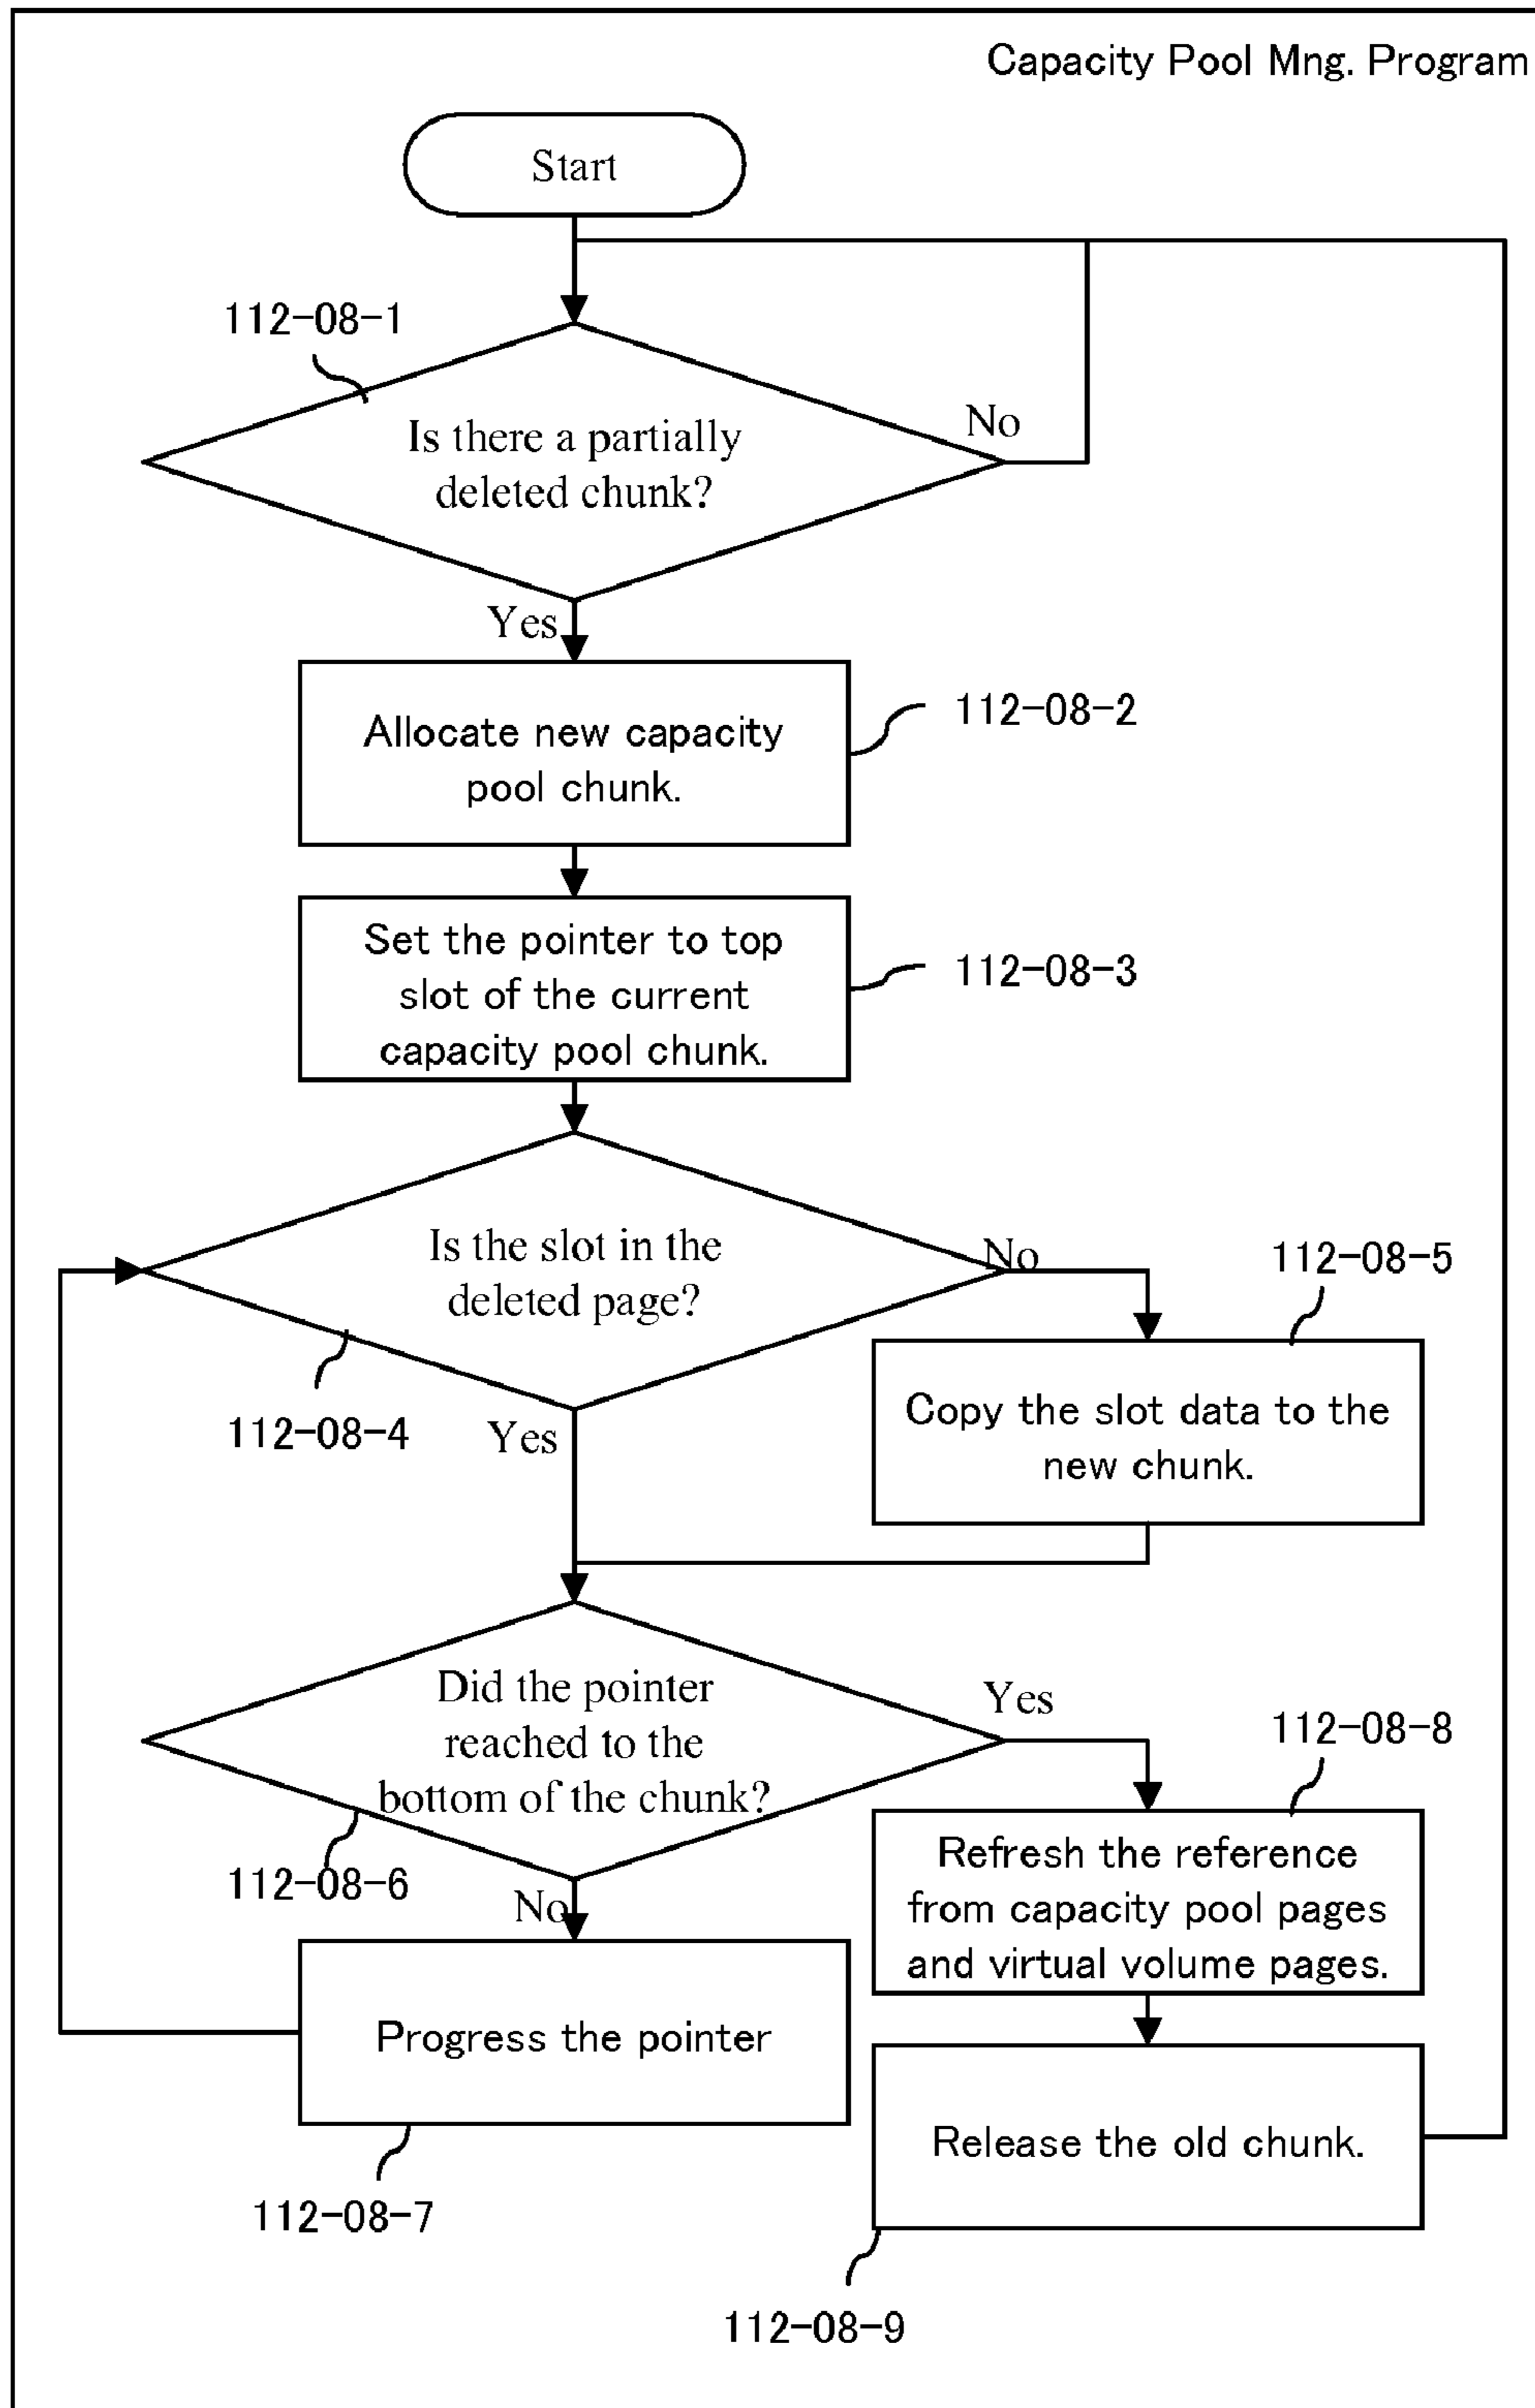 Capacity Pool Mng. Program
Start
112-08-1
Is there a partially
deleted chunk?
No
Yes
Allocate new capacity
pool chunk.
112-08-2
Set the pointer to top
slot of the current
capacity pool chunk.
112-08-3
Is the slot in the
deleted page?
No
112-08-5
112-08-4
Yes
Copy the slot data to the
new chunk.
Did the pointer
reached to the
bottom of the chunk?
Yes
112-08-8
112-08-6
No
Refresh the reference
from capacity pool pages
and virtual volume pages.
Progress the pointer
Release the old chunk.
112-08-7
112-08-9